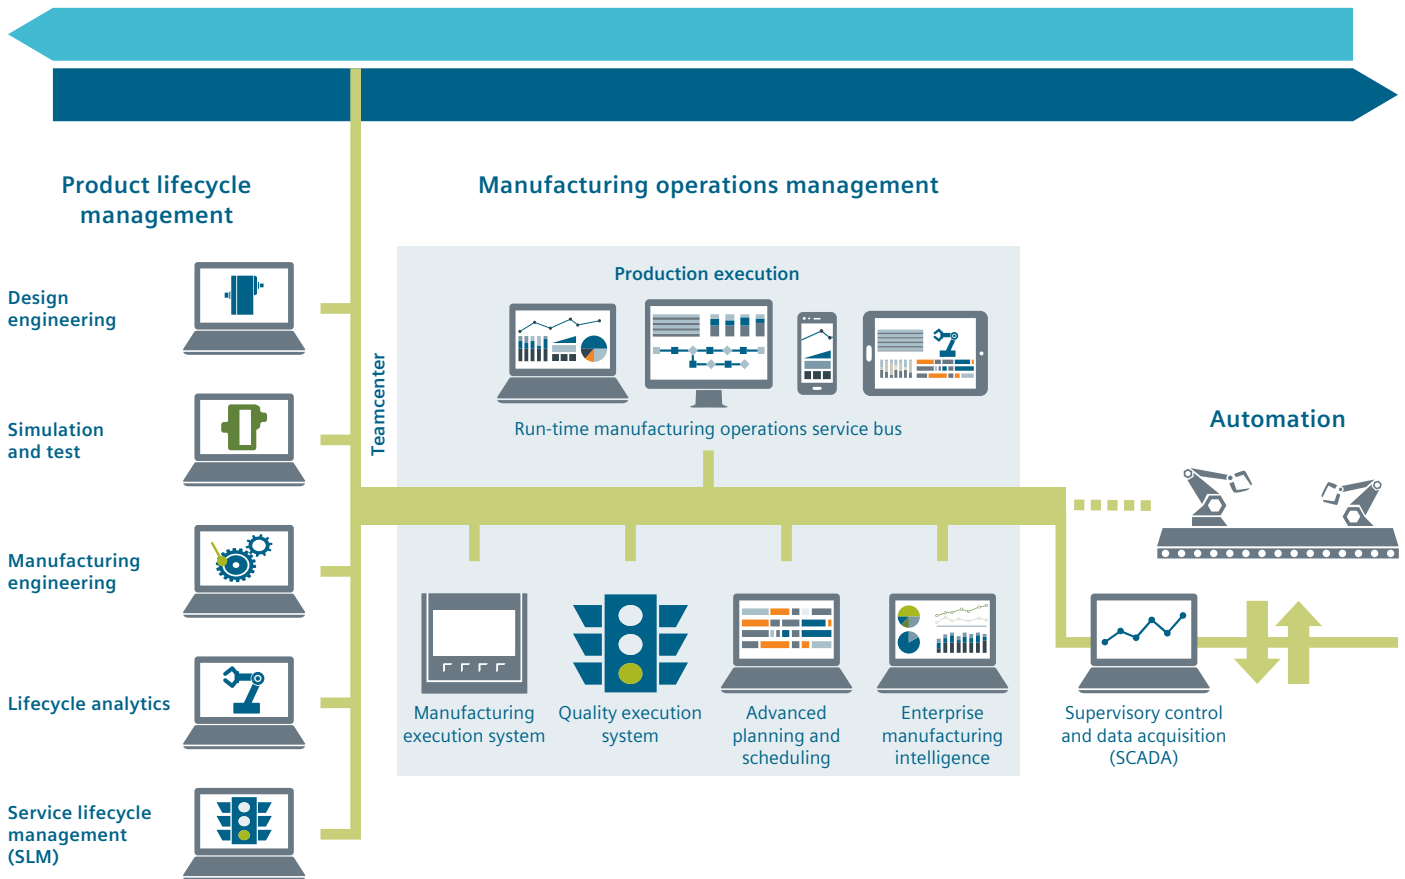 Product lifecycle
management
Design
engineering
Simulation
and test
Manufacturing
engineering
Lifecycle analytics
Service lifecycle
management
(SLM)
Teamcenter
Manufacturing operations management
Production execution
Run-time manufacturing operations service bus
Manufacturing
execution system
Quality execution
system
Advanced
planning and
scheduling
Enterprise
manufacturing
intelligence
Automation
Supervisory control
and data acquisition
(SCADA)